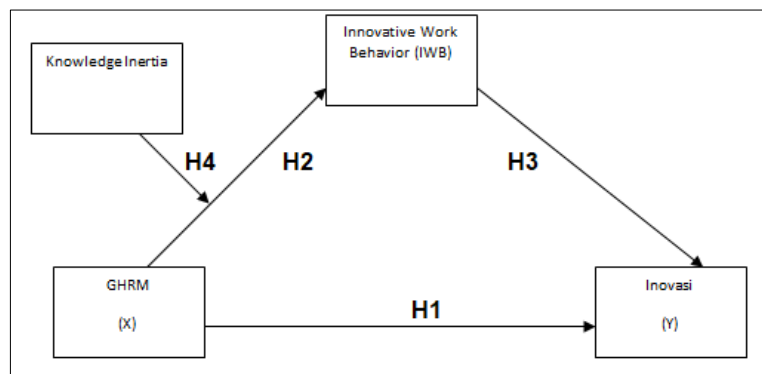 Innovative Work
Behavior (IWB)
Knowledge Inertia
H4
H2
H3
GHRM
(X)
H1
Inovasi
(Y)